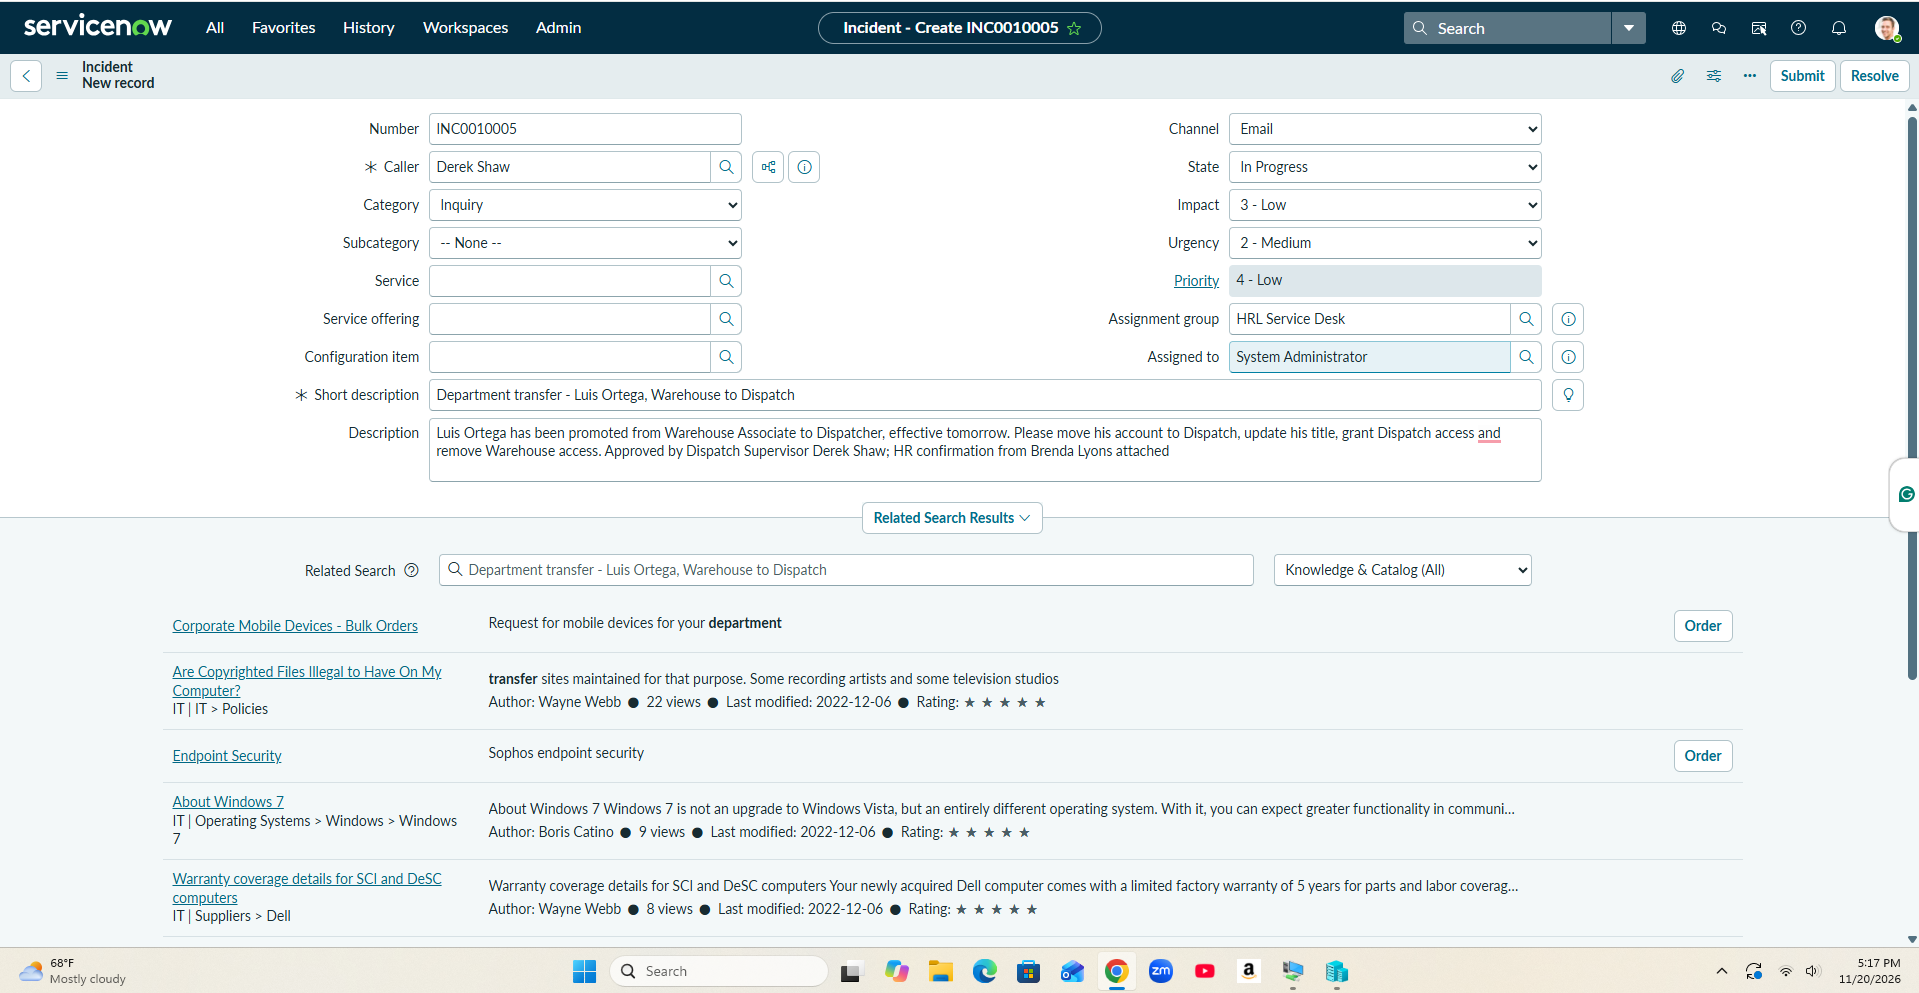 servicenow All Favorites History Workspaces Admin Incident - Create INC0010005 Search
Incident
New record
Submit Resolve
Number INC0010005 Channel Email
Caller Derek Shaw State In Progress
Category Inquiry Impact 3 - Low
Subcategory -- None -- Urgency 2 - Medium
Service Priority 4 - Low
Service offering Assignment group HRL Service Desk
Configuration item Assigned to System Administrator
Short description Department transfer - Luis Ortega, Warehouse to Dispatch
Description Luis Ortega has been promoted from Warehouse Associate to Dispatcher, effective tomorrow. Please move his account to Dispatch, update his title, grant Dispatch access and
remove Warehouse access. Approved by Dispatch Supervisor Derek Shaw; HR confirmation from Brenda Lyons attached
Related Search Results
Related Search Department transfer - Luis Ortega, Warehouse to Dispatch Knowledge & Catalog (All)
Corporate Mobile Devices - Bulk Orders Request for mobile devices for your department Order
Are Copyrighted Files Illegal to Have On My
Computer?
IT | IT > Policies
transfer sites maintained for that purpose. Some recording artists and some television studios
Author: Wayne Webb ● 22 views ● Last modified: 2022-12-06 ● Rating: ★ ★ ★ ★ ★
Endpoint Security Sophos endpoint security Order
About Windows 7
IT | Operating Systems > Windows > Windows
7
About Windows 7 Windows 7 is not an upgrade to Windows Vista, but an entirely different operating system. With it, you can expect greater functionality in communi...
Author: Boris Catino ● 9 views ● Last modified: 2022-12-06 ● Rating: ★ ★ ★ ★ ★
Warranty coverage details for SCI and DeSC
computers
IT | Suppliers > Dell
Warranty coverage details for SCI and DeSC computers Your newly acquired Dell computer comes with a limited factory warranty of 5 years for parts and labor coverag...
Author: Wayne Webb ● 8 views ● Last modified: 2022-12-06 ● Rating: ★ ★ ★ ★ ★
68°F
Mostly cloudy
Search
zm
a
5:17 PM
11/20/2026